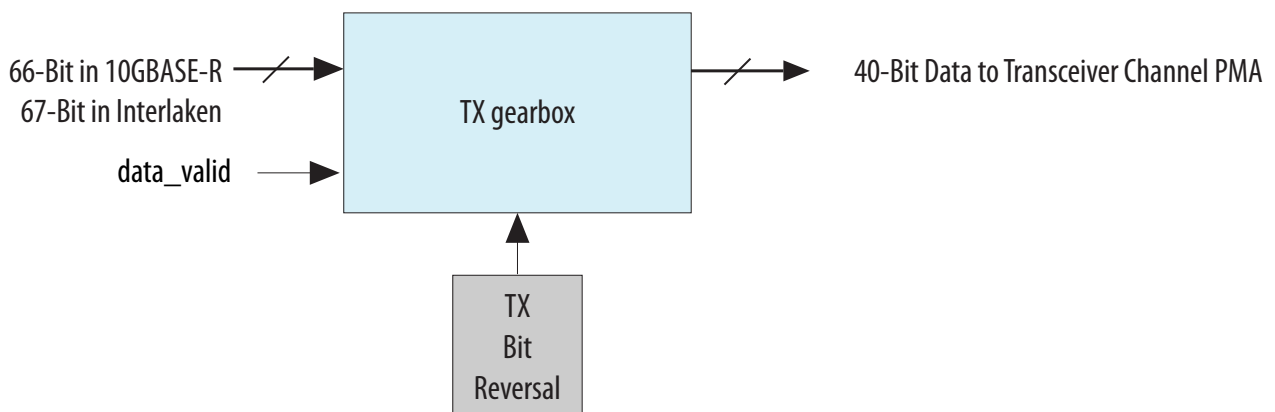 66-Bit in 10GBASE-R
67-Bit in Interlaken
data_valid
TX gearbox
40-Bit Data to Transceiver Channel PMA
TX
Bit
Reversal